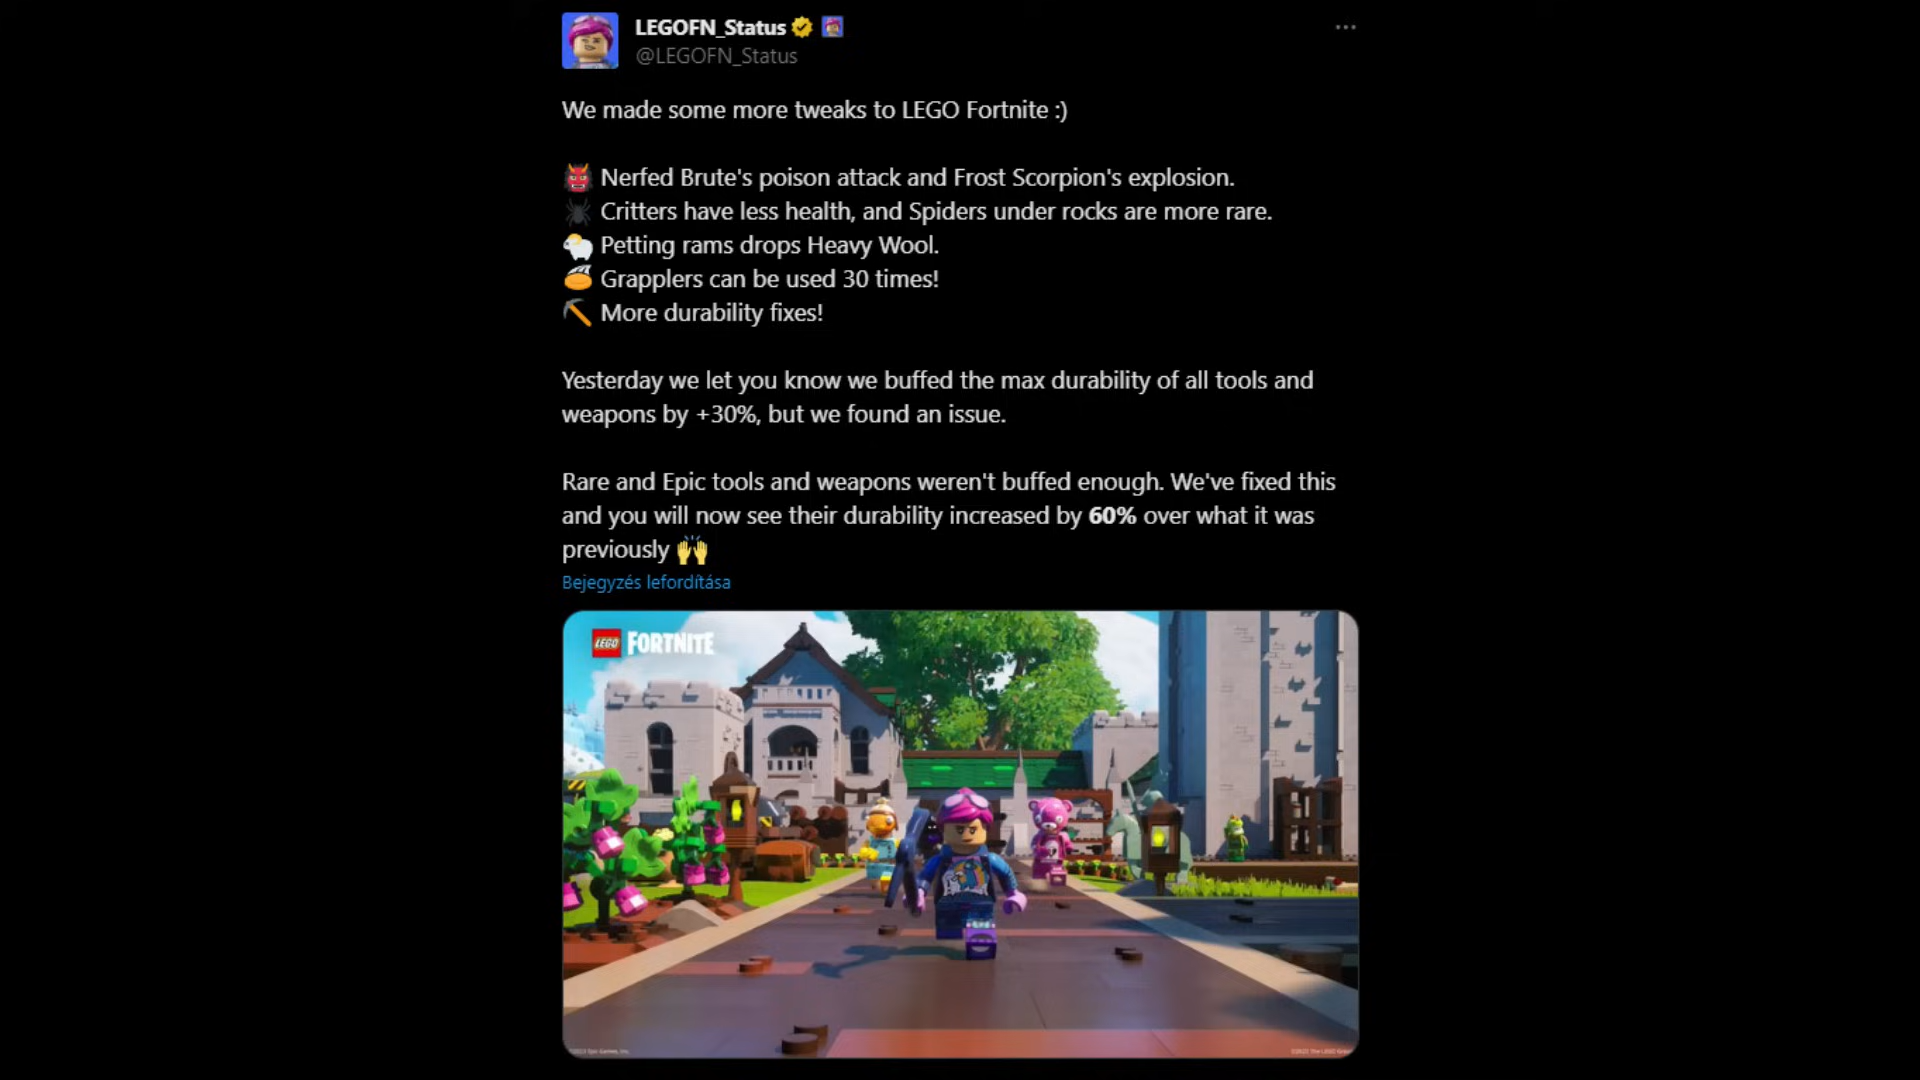 LEGOFN_Status
@LEGOFN_Status
We made some more tweaks to LEGO Fortnite :)
👹 Nerfed Brute's poison attack and Frost Scorpion's explosion.
🕷️ Critters have less health, and Spiders under rocks are more rare.
🐑 Petting rams drops Heavy Wool.
🪠 Grapplers can be used 30 times!
⛏️ More durability fixes!
Yesterday we let you know we buffed the max durability of all tools and
weapons by +30%, but we found an issue.
Rare and Epic tools and weapons weren't buffed enough. We've fixed this
and you will now see their durability increased by 60% over what it was
previously 🙌
Bejegyzés lefordítása
LEGO FORTNITE
©2023 Epic Games, Inc.